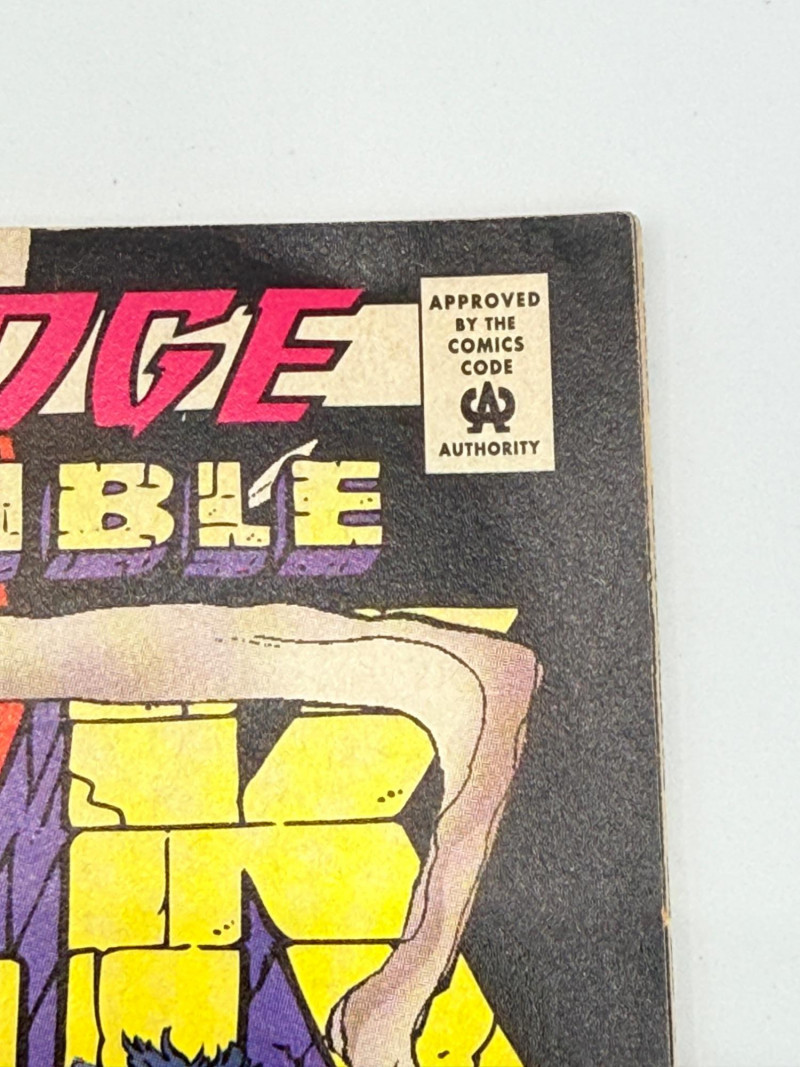 DGE
BLE
K
APPROVED
BY THE
COMICS
CODE
CA
AUTHORITY